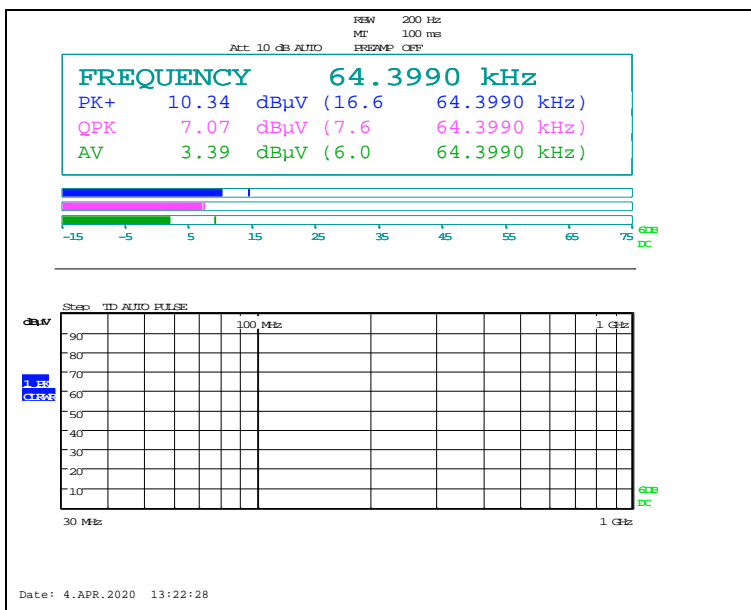 RBW 200 Hz
MT 100 ms
Att 10 dB AUTO PREAMP OFF
FREQUENCY 64.3990 kHz
PK+ 10.34 dBµV (16.6 64.3990 kHz)
QPK 7.07 dBµV (7.6 64.3990 kHz)
AV 3.39 dBµV (6.0 64.3990 kHz)
-15 -5 5 15 25 35 45 55 65 75
6DB
DC
Step TD AUTO PULSE
dBµV
100 MHz 1 GHz
90
80
70
1 PK
CLRWR
60
50
40
30
20
10
6DB
DC
30 MHz 1 GHz
Date: 4.APR.2020 13:22:28